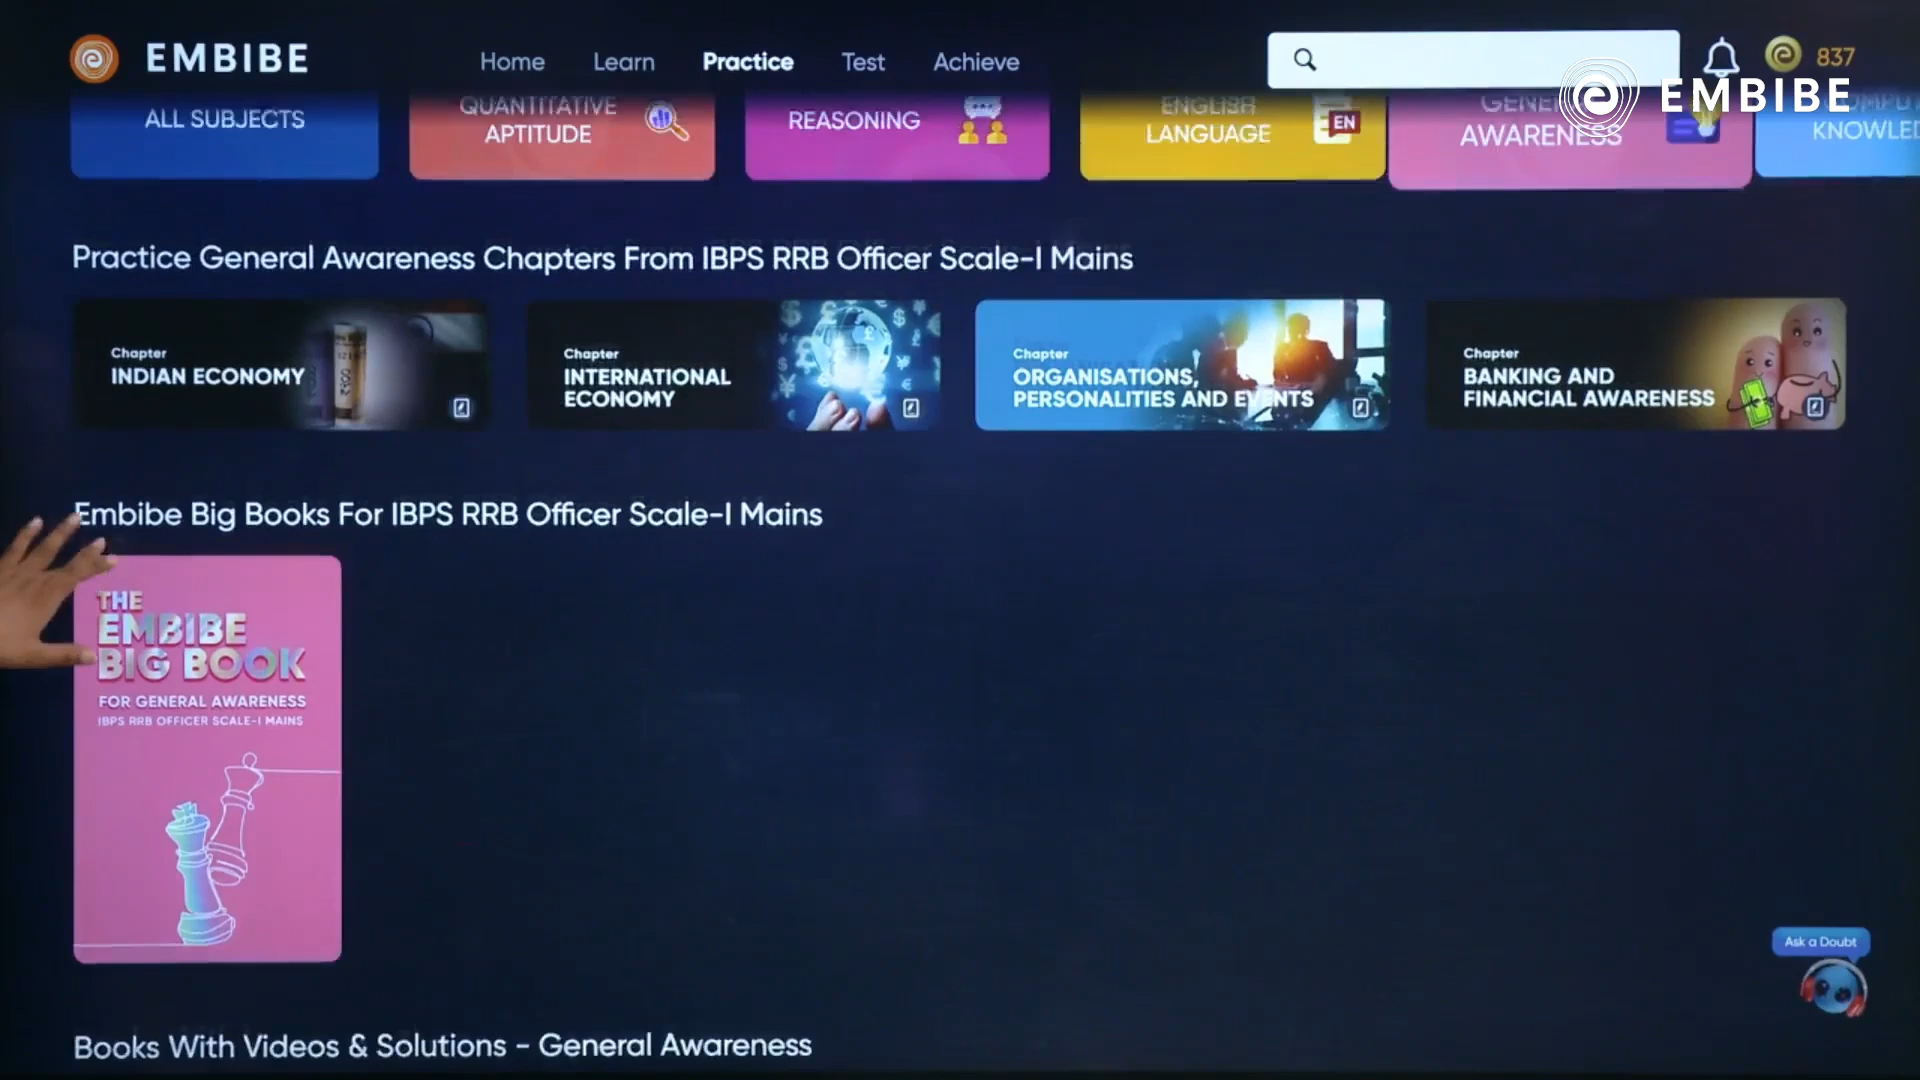 EMBIBE
Home Learn Practice Test Achieve
837
EMBIBE
ALL SUBJECTS
QUANTITATIVE
APTITUDE
REASONING
ENGLISH
LANGUAGE
EN
AWARENESS
Practice General Awareness Chapters From IBPS RRB Officer Scale-I Mains
Chapter
INDIAN ECONOMY
Chapter
INTERNATIONAL
ECONOMY
Chapter
ORGANISATIONS,
PERSONALITIES AND EVENTS
Chapter
BANKING AND
FINANCIAL AWARENESS
Embibe Big Books For IBPS RRB Officer Scale-I Mains
THE
EMBIBE
BIG BOOK
FOR GENERAL AWARENESS
IBPS RRB OFFICER SCALE-I MAINS
Ask a Doubt
Books With Videos & Solutions - General Awareness